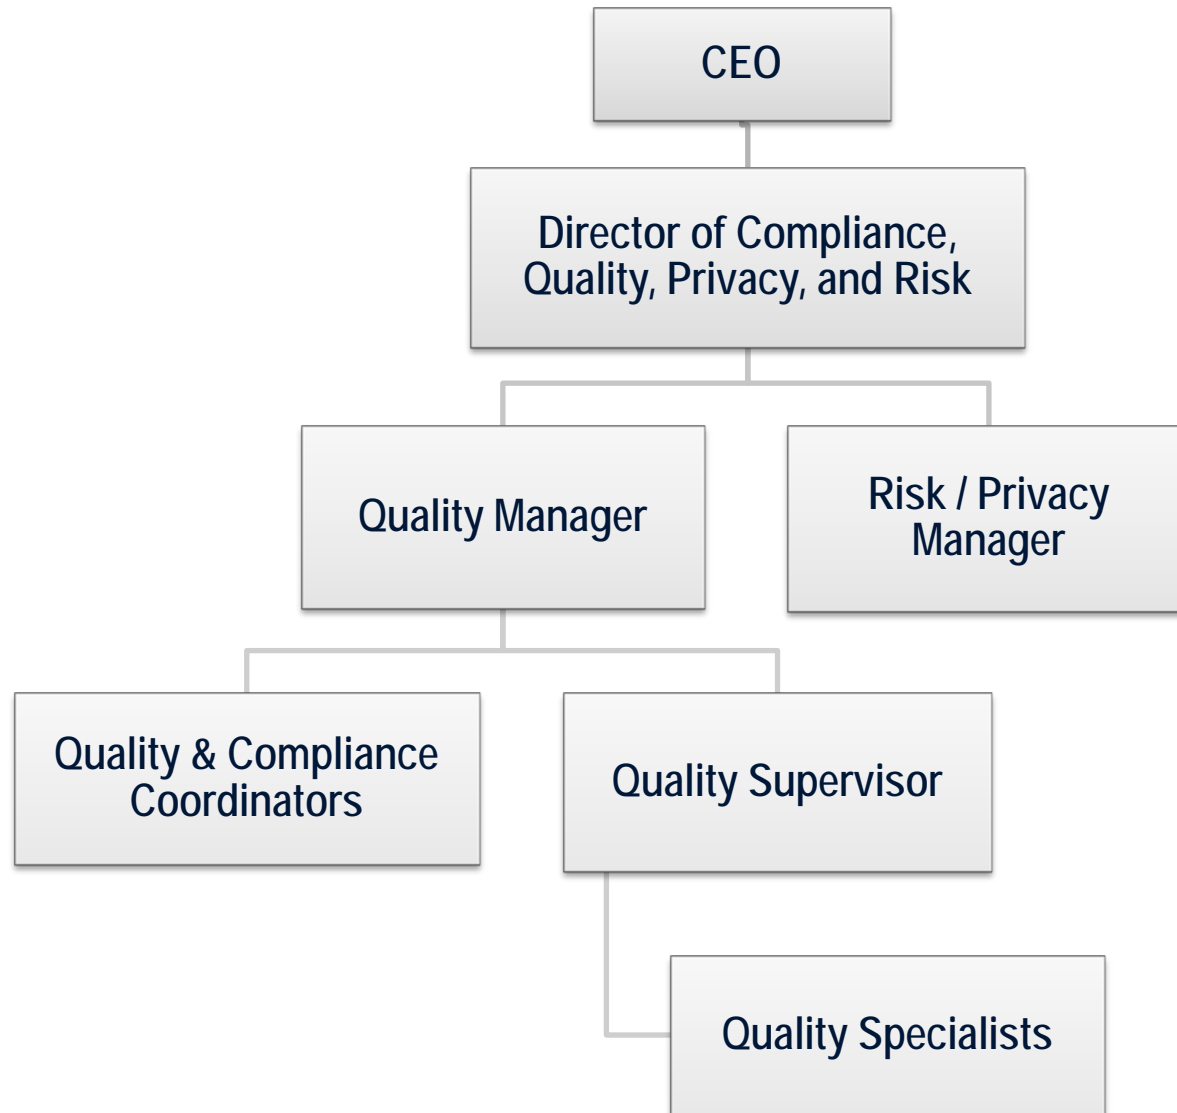 CEO
Director of Compliance,
Quality, Privacy, and Risk
Quality Manager
Risk / Privacy
Manager
Quality & Compliance
Coordinators
Quality Supervisor
Quality Specialists